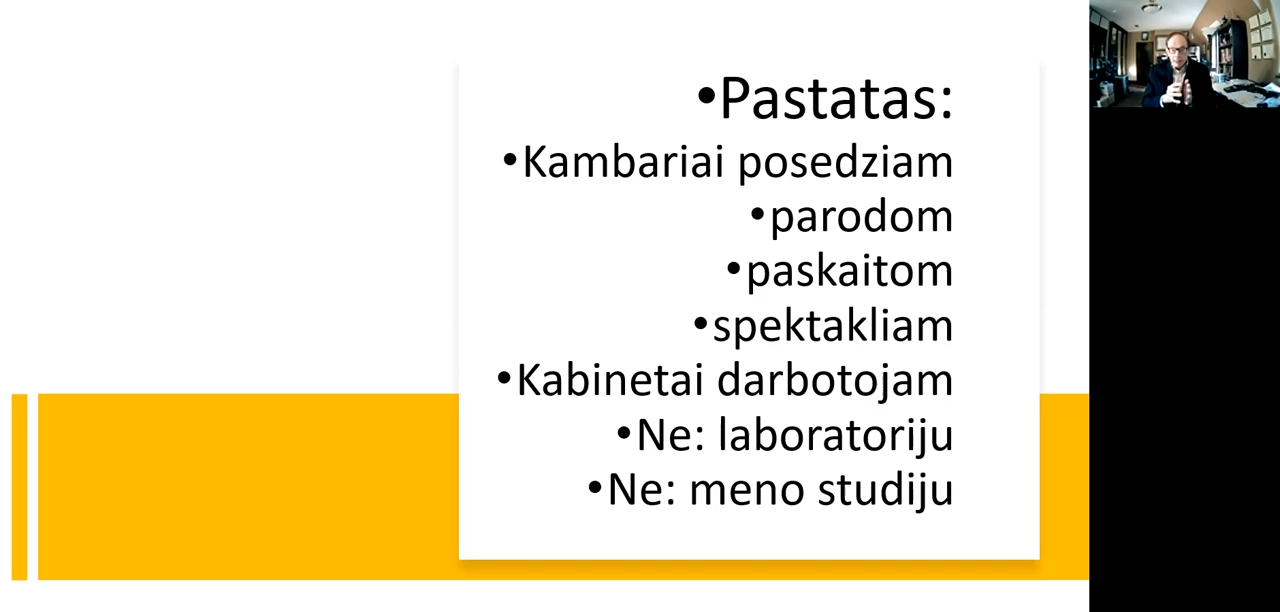 •Pastatas:
•Kambariai posedziam
•parodom
•paskaitom
•spektakliam
•Kabinetai darbotojam
•Ne: laboratoriju
•Ne: meno studiju